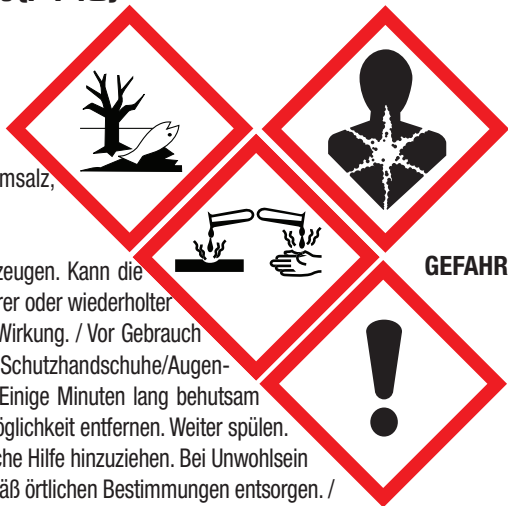 msalz,
zeugen. Kann die
rer oder wiederholter
Wirkung. / Vor Gebrauch
Schutzhandschuhe/Augen-
Einige Minuten lang behutsam
öglichkeit entfernen. Weiter spülen.
che Hilfe hinzuziehen. Bei Unwohlsein
äß örtlichen Bestimmungen entsorgen. /
GEFAHR